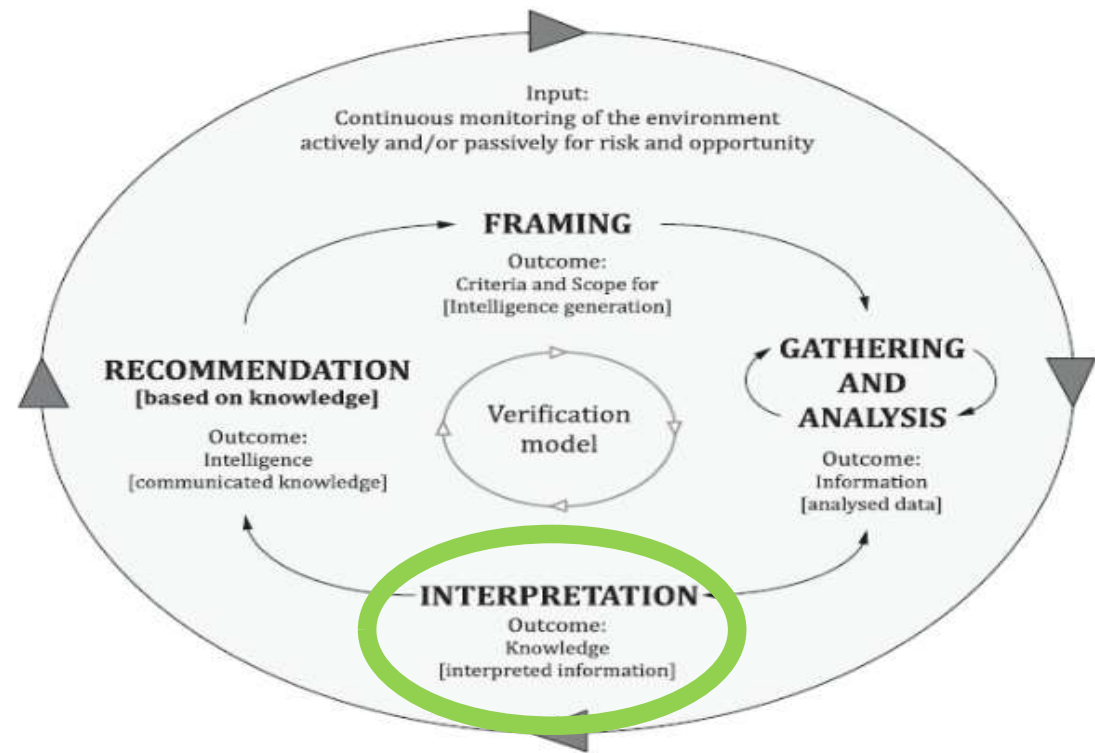 Input:
Continuous monitoring of the environment
actively and/or passively for risk and opportunity
FRAMING
Outcome:
Criteria and Scope for
[Intelligence generation]
GATHERING
AND
ANALYSIS
Outcome:
Information
[analysed data]
RECOMMENDATION
[based on knowledge]
Outcome:
Intelligence
[communicated knowledge]
Verification
model
INTERPRETATION
Outcome:
Knowledge
[interpreted information]